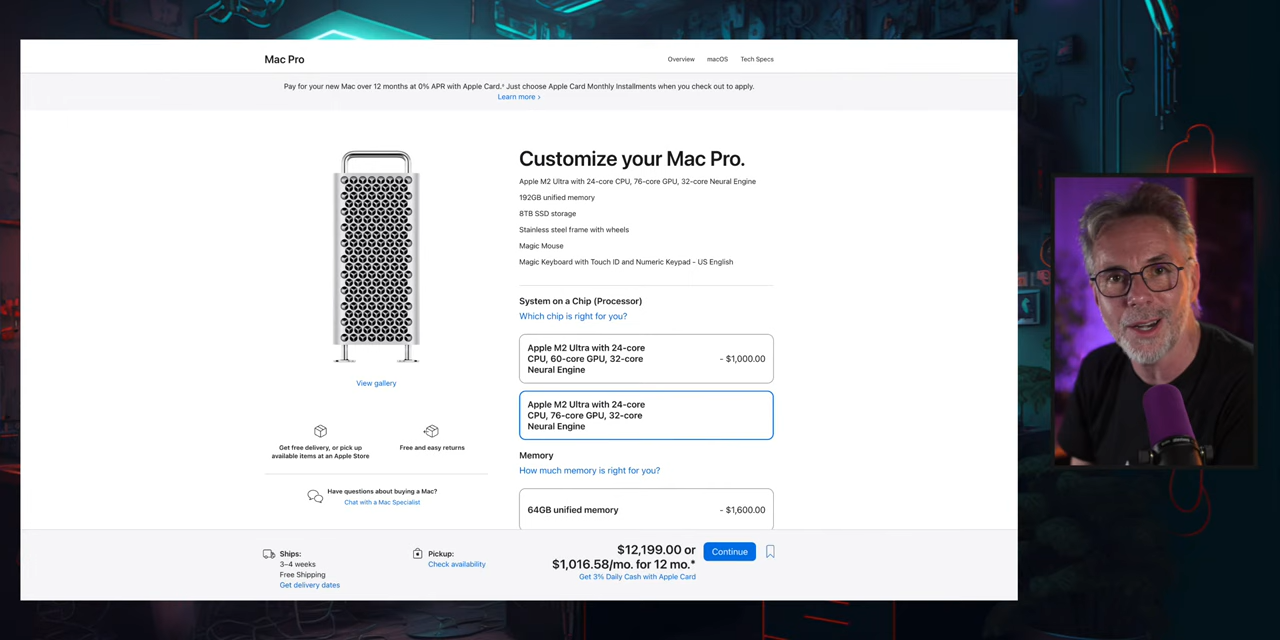 Mac Pro
Overview
macOS
Tech Specs
Pay for your new Mac over 12 months at 0% APR with Apple Card.° Just choose Apple Card Monthly Installments when you check out to apply.
Learn more >
Customize your Mac Pro.
Apple M2 Ultra with 24-core CPU, 76-core GPU, 32-core Neural Engine
192GB unified memory
8TB SSD storage
Stainless steel frame with wheels
Magic Mouse
Magic Keyboard with Touch ID and Numeric Keypad - US English
System on a Chip (Processor)
Which chip is right for you?
Apple M2 Ultra with 24-core
CPU, 60-core GPU, 32-core
Neural Engine
- $1,000.00
Apple M2 Ultra with 24-core
CPU, 76-core GPU, 32-core
Neural Engine
Memory
How much memory is right for you?
64GB unified memory
- $1,600.00
View gallery
Get free delivery, or pick up
available items at an Apple Store
Free and easy returns
Have questions about buying a Mac?
Chat with a Mac Specialist
Ships:
3–4 weeks
Free Shipping
Get delivery dates
Pickup:
Check availability
$12,199.00 or
$1,016.58/mo. for 12 mo.*
Get 3% Daily Cash with Apple Card
Continue